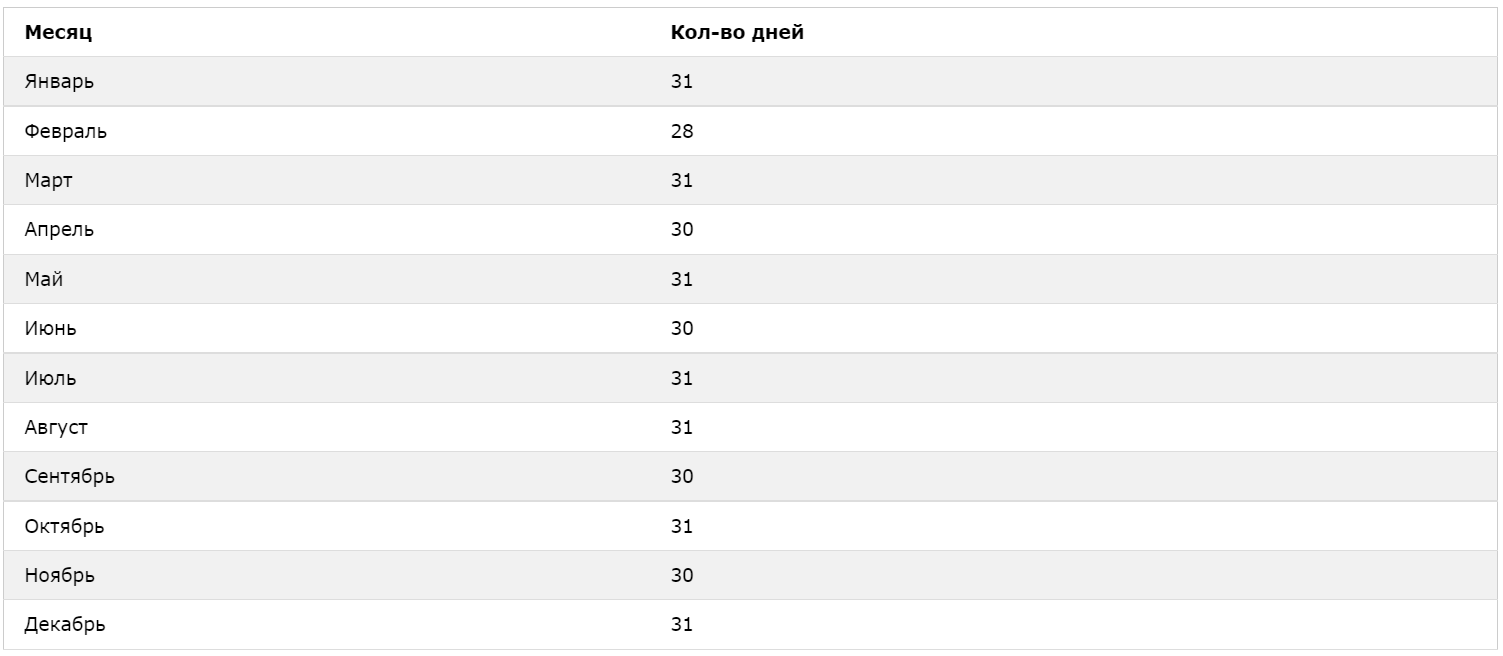 Месяц Кол-во дней
Январь 31
Февраль 28
Март 31
Апрель 30
Май 31
Июнь 30
Июль 31
Август 31
Сентябрь 30
Октябрь 31
Ноябрь 30
Декабрь 31